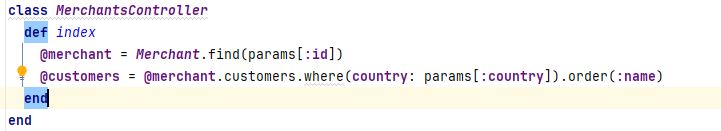 class MerchantsController
def index
@merchant = Merchant.find(params[:id])
@customers = @merchant.customers.where(country: params[:country]).order(:name)
end
end